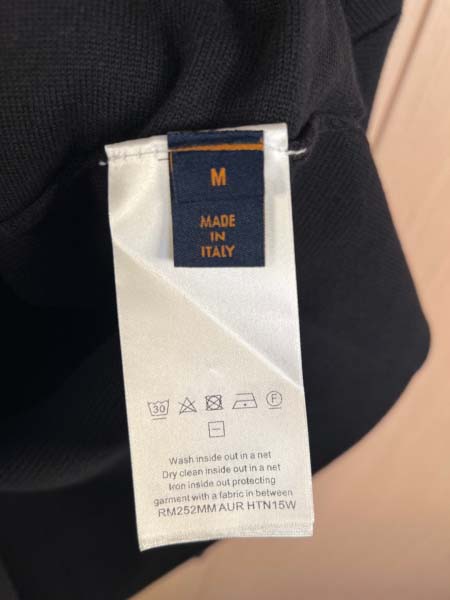 M
MADE
IN
ITALY
30
F
Wash inside out in a net
Dry clean inside out in a net
Iron inside out protecting
garment with a fabric in between
RM252MM AUR HTN15W